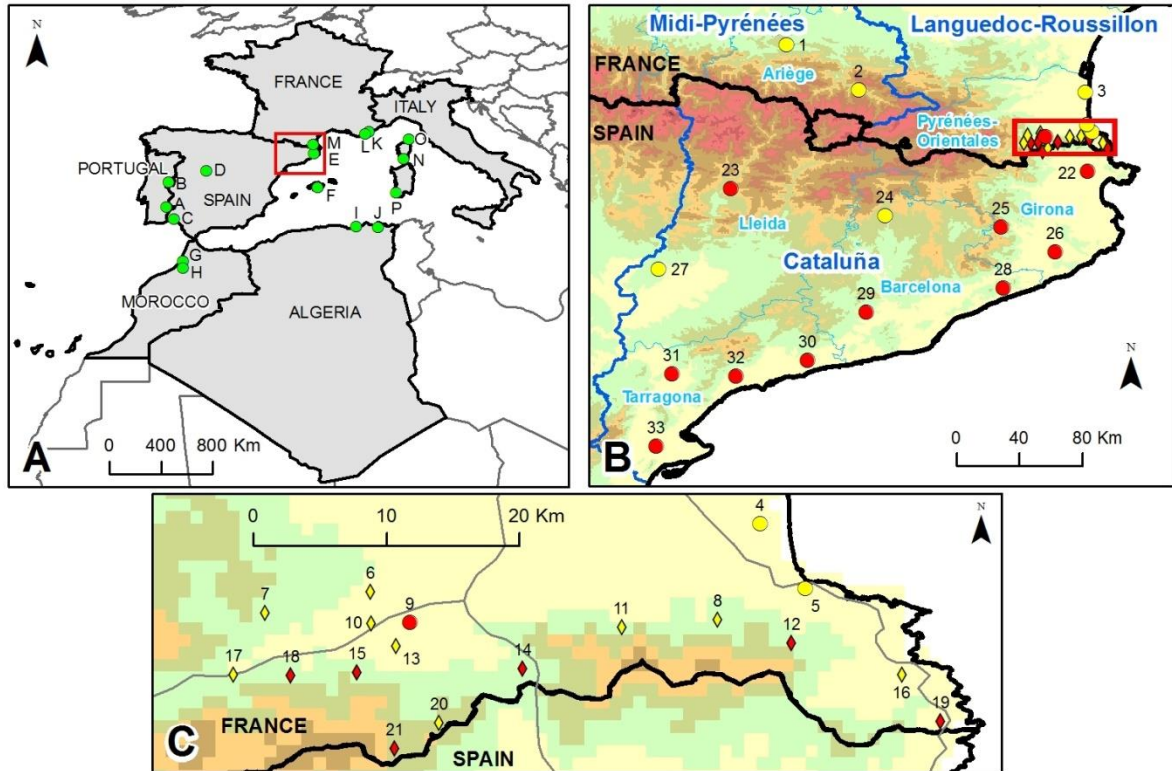 N
FRANCE
ITALY
M
E
L
K
O
N
P
PORTUGAL
D
B
SPAIN
A
C
F
I
J
G
H
MOROCCO
ALGERIA
0 400 800 Km
A
Midi-Pyrénées
Languedoc-Roussillon
1
FRANCE
Ariège
2
3
SPAIN
Pyrénées-
Orientales
22
23
24
Lleida
25
Girona
26
27
Cataluña
28
Barcelona
29
30
31
32
Tarragona
33
N
0 40 80 Km
B
0 10 20 Km
N
4
5
6
7
8
9
10
11
12
13
14
15
16
17
18
19
20
21
FRANCE
SPAIN
C